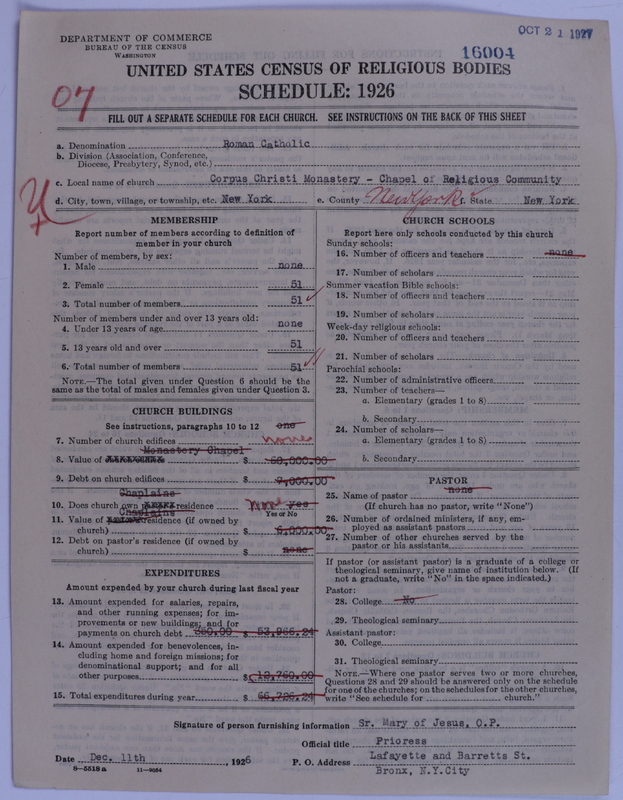 OCT 21 1927
DEPARTMENT OF COMMERCE
BUREAU OF THE CENSUS
WASHINGTON
16004
UNITED STATES CENSUS OF RELIGIOUS BODIES
SCHEDULE: 1926
07
FILL OUT A SEPARATE SCHEDULE FOR EACH CHURCH. SEE INSTRUCTIONS ON THE BACK OF THIS SHEET
a. Denomination Roman Catholic
b. Division (Association, Conference,
Diocese, Presbytery, Synod, etc.)
c. Local name of church Corpus Christi Monastery - Chapel of Religious Community
d. City, town, village, or township, etc. New York e. County New York f. State New York
MEMBERSHIP
Report number of members according to definition of
member in your church
Number of members, by sex:
1. Male none
2. Female 51
3. Total number of members 51
Number of members under and over 13 years old:
4. Under 13 years of age none
5. 13 years old and over 51
6. Total number of members 51
NOTE.—The total given under Question 6 should be the
same as the total of males and females given under Question 3.
CHURCH BUILDINGS
See instructions, paragraphs 10 to 12 one
7. Number of church edifices none
Monastery Chapel
8. Value of $ 60,000.00
9. Debt on church edifices $ 7,000.00
Chaplains
10. Does church own residence none yes
Chaplains Yes or No
11. Value of residence (if owned by
church) $ 6,000.00
12. Debt on pastor's residence (if owned by
church) $ none
EXPENDITURES
Amount expended by your church during last fiscal year
13. Amount expended for salaries, repairs,
and other running expenses; for im-
provements or new buildings; and for
payments on church debt $
14. Amount expended for benevolences, in-
cluding home and foreign missions; for
denominational support; and for all
other purposes $
15. Total expenditures during year $
CHURCH SCHOOLS
Report here only schools conducted by this church
Sunday schools:
16. Number of officers and teachers none
17. Number of scholars
Summer vacation Bible schools:
18. Number of officers and teachers
19. Number of scholars
Week-day religious schools:
20. Number of officers and teachers
21. Number of scholars
Parochial schools:
22. Number of administrative officers
23. Number of teachers—
a. Elementary (grades 1 to 8)
b. Secondary
24. Number of scholars—
a. Elementary (grades 1 to 8)
b. Secondary
PASTOR
25. Name of pastor none
(If church has no pastor, write "None")
26. Number of ordained ministers, if any, em-
ployed as assistant pastors
27. Number of other churches served by the
pastor or his assistants
If pastor (or assistant pastor) is a graduate of a college or
theological seminary, give name of institution below. (If
not a graduate, write "No" in the space indicated.)
Pastor:
28. College No
29. Theological seminary
Assistant pastor:
30. College
31. Theological seminary
NOTE.—Where one pastor serves two or more churches,
Questions 28 and 29 should be answered only on the schedule
for one of the churches; on the schedules for the other churches,
write "See schedule for church."
Signature of person furnishing information Sr. Mary of Jesus, O.P.
Official title Prioress
Date Dec. 11th, 1926 P. O. Address Lafayette and Barretts St.
8-5518a 11-9064 Bronx, N.Y.City